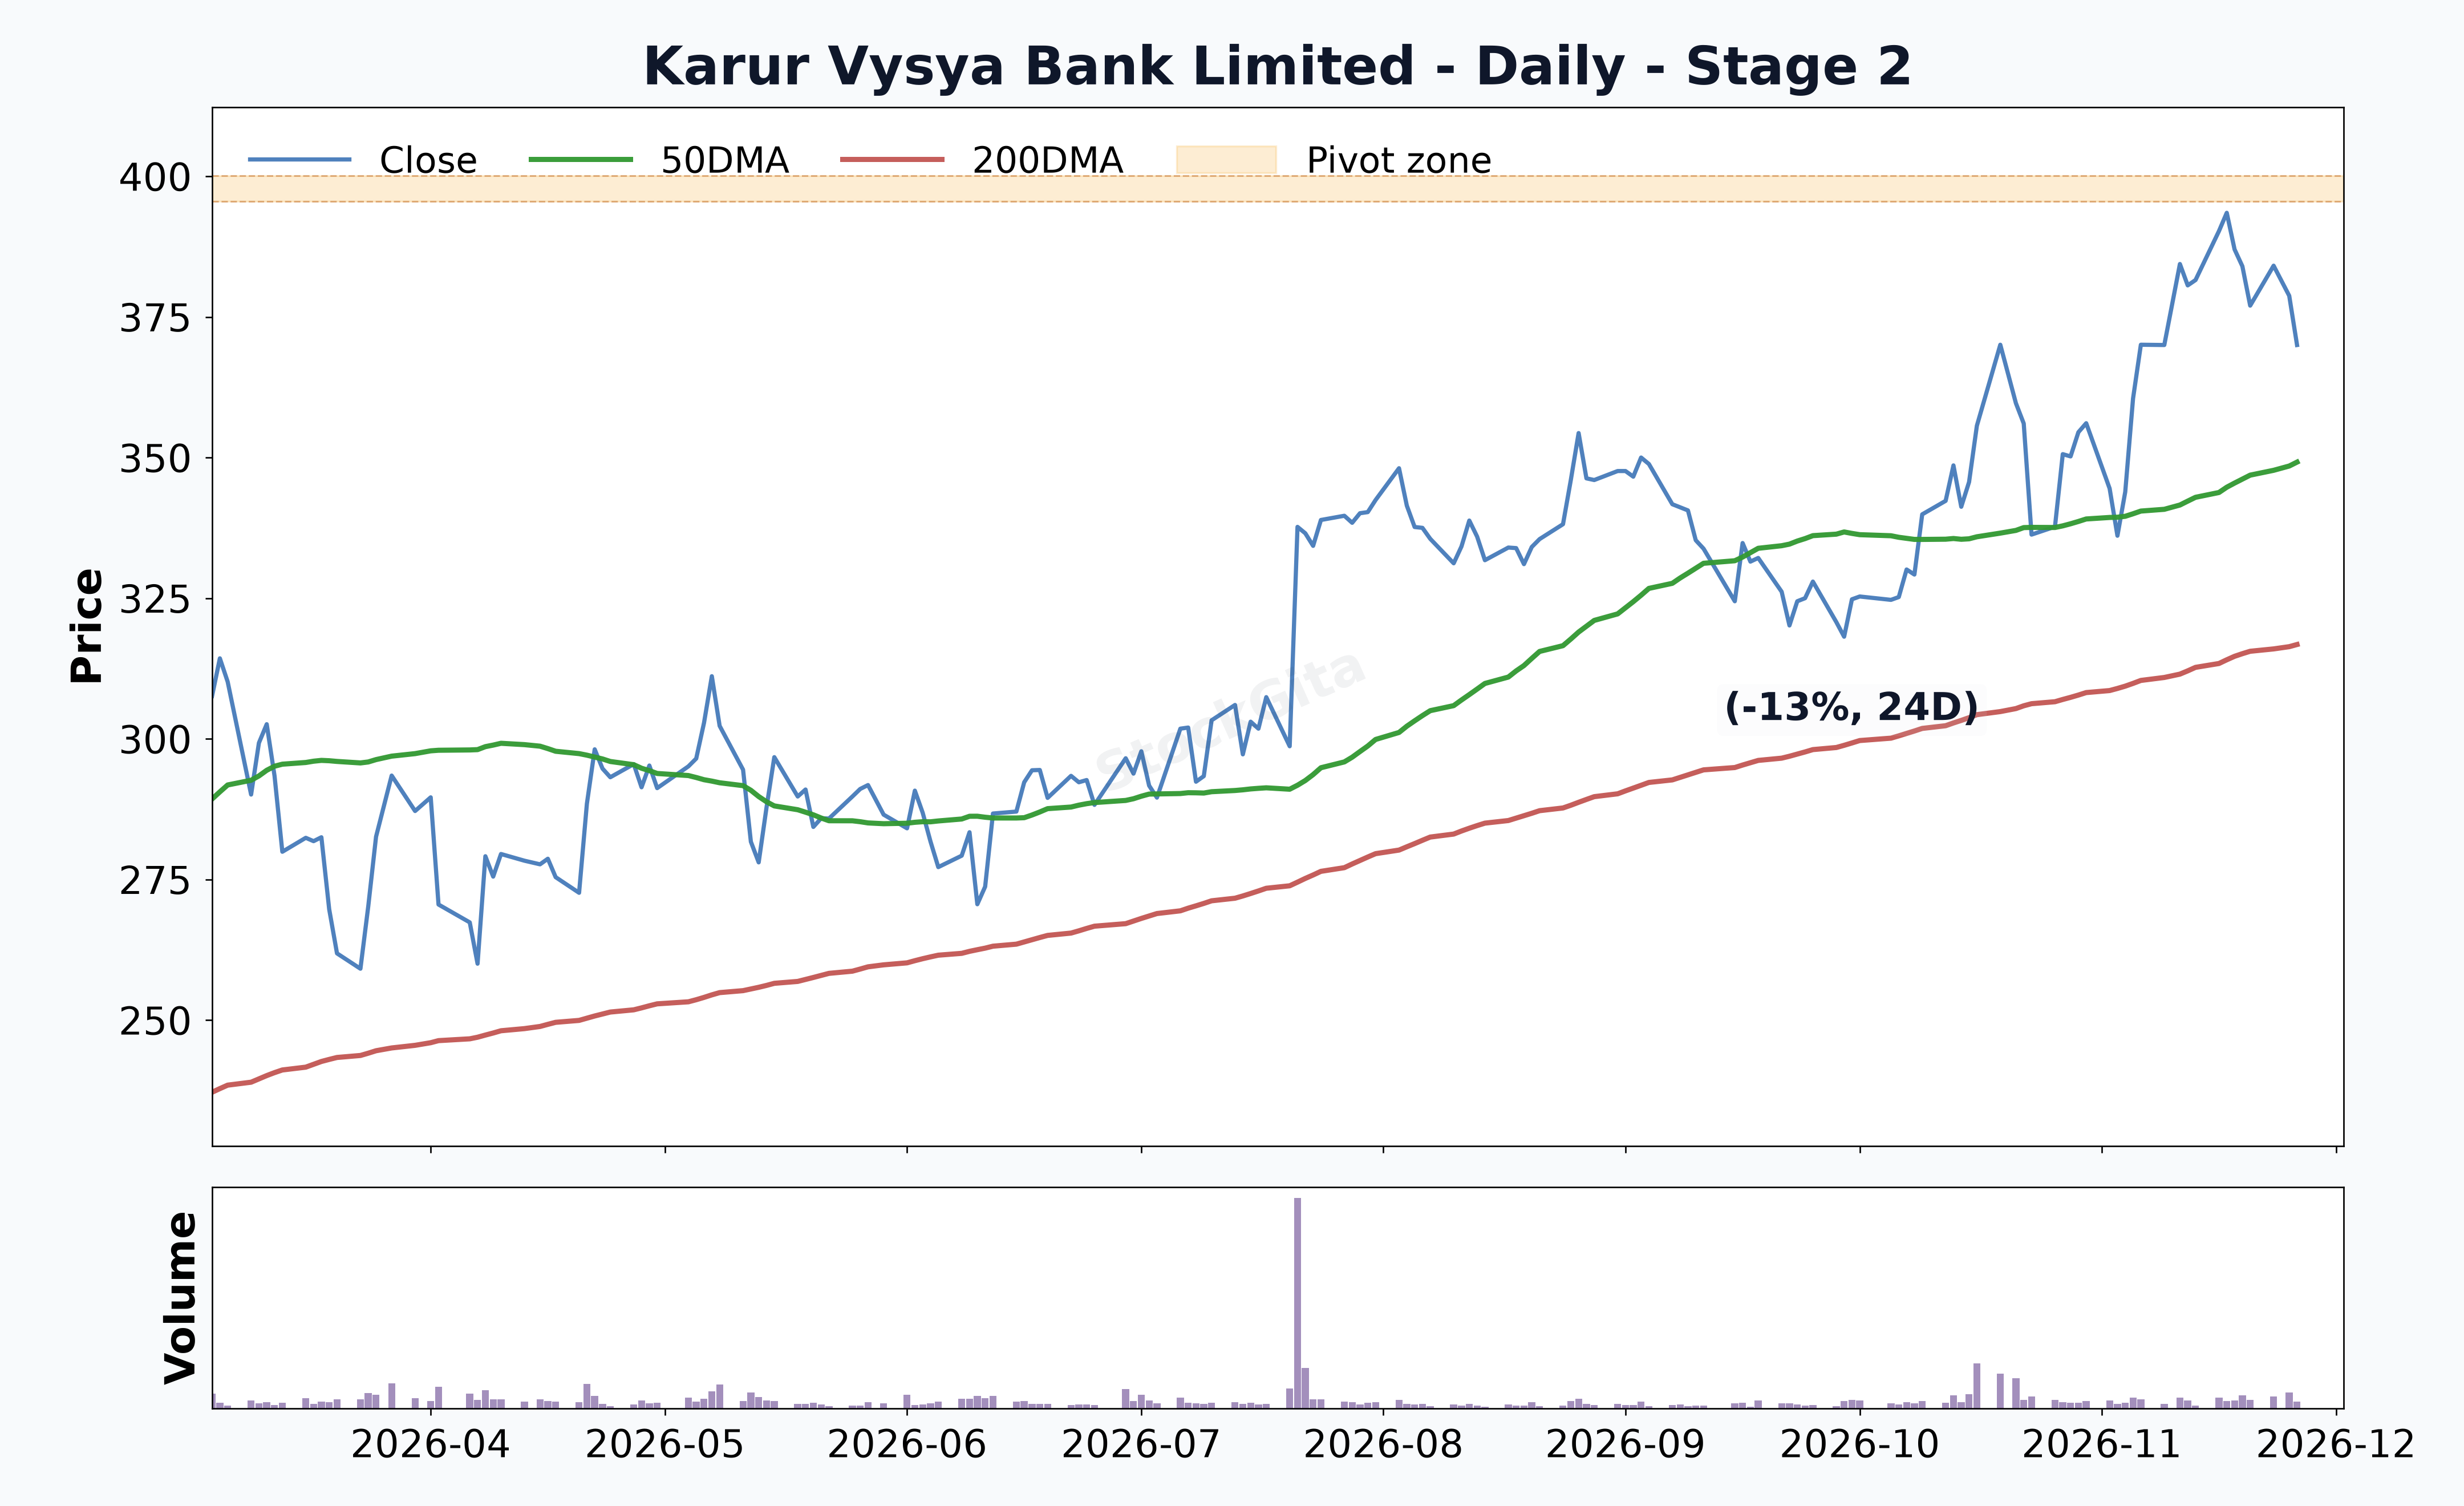 Karur Vysya Bank Limited - Daily - Stage 2
Close 50DMA 200DMA Pivot zone
400
375
350
325
300
275
250
Price
(-13%, 24D)
StockGita
Volume
2026-04 2026-05 2026-06 2026-07 2026-08 2026-09 2026-10 2026-11 2026-12